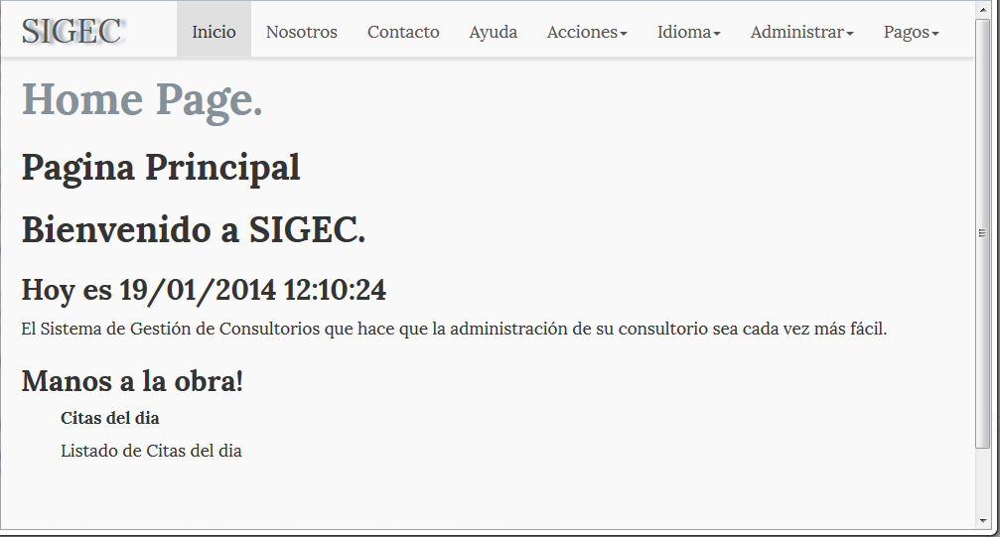 SIGEC Inicio Nosotros Contacto Ayuda Acciones Idioma Administrar Pagos
Home Page.
Pagina Principal
Bienvenido a SIGEC.
Hoy es 19/01/2014 12:10:24
El Sistema de Gestión de Consultorios que hace que la administración de su consultorio sea cada vez más fácil.
Manos a la obra!
Citas del dia
Listado de Citas del dia